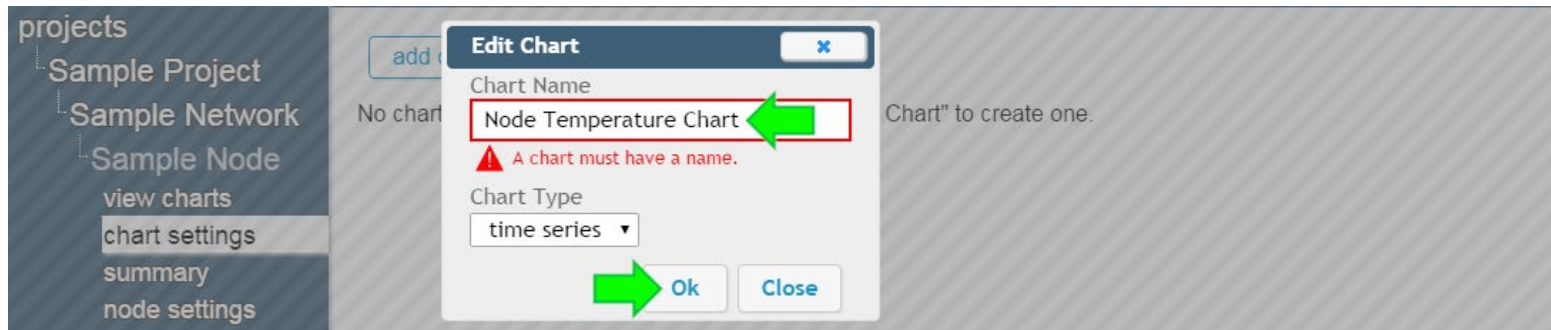 projects
Sample Project
Sample Network
Sample Node
view charts
chart settings
summary
node settings
add
No chart
Chart" to create one.
Edit Chart
Chart Name
Node Temperature Chart
A chart must have a name.
Chart Type
time series
Ok
Close